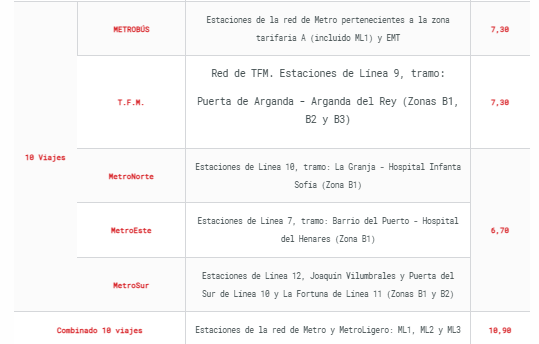 10 Viajes
METROBÚS
Estaciones de la red de Metro pertenecientes a la zona
tarifaria A (incluido ML1) y EMT
7,30
T.F.M.
Red de TFM. Estaciones de Línea 9, tramo:
Puerta de Arganda - Arganda del Rey (Zonas B1,
B2 y B3)
7,30
MetroNorte
Estaciones de Línea 10, tramo: La Granja - Hospital Infanta
Sofía (Zona B1)
MetroEste
Estaciones de Línea 7, tramo: Barrio del Puerto - Hospital
del Henares (Zona B1)
6,70
MetroSur
Estaciones de Línea 12, Joaquín Vilumbrales y Puerta del
Sur de Línea 10 y La Fortuna de Línea 11 (Zonas B1 y B2)
Combinado 10 viajes
Estaciones de la red de Metro y MetroLigero: ML1, ML2 y ML3
10,90